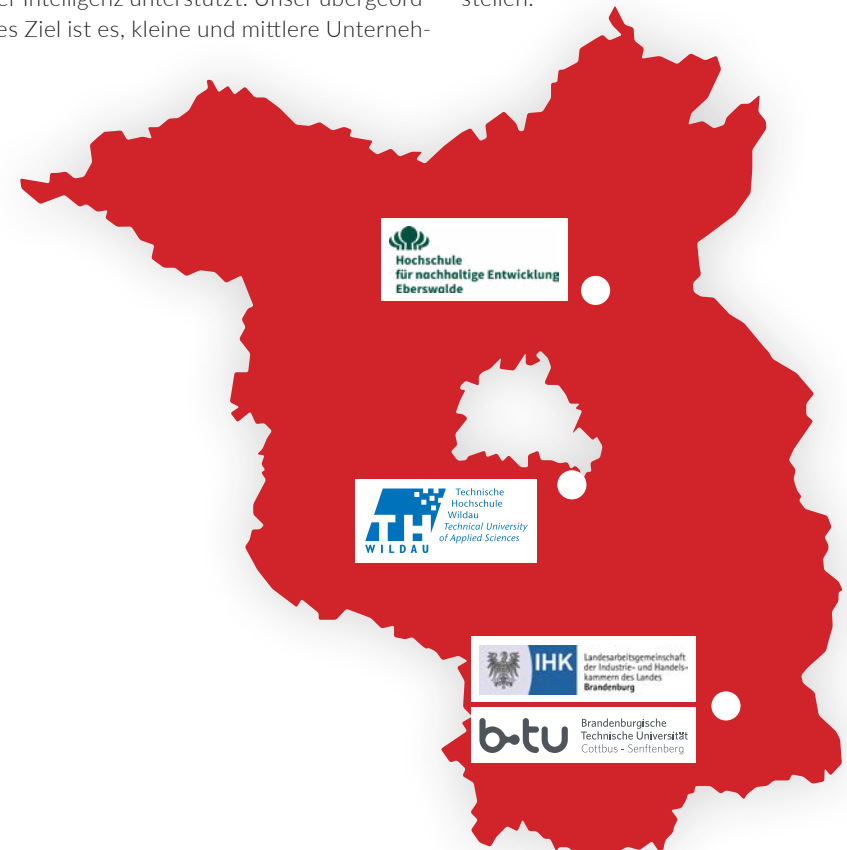 er Intelligenz unterstützt. Unser übergeord-
es Ziel ist es, kleine und mittlere Unterneh-
stellen.
Hochschule
für nachhaltige Entwicklung
Eberswalde
TH
WILDAU
Technische
Hochschule
Wildau
Technical University
of Applied Sciences
IHK
Landesarbeitsgemeinschaft
der Industrie- und Handels-
kammern des Landes
Brandenburg
b-tu
Brandenburgische
Technische Universität
Cottbus - Senftenberg